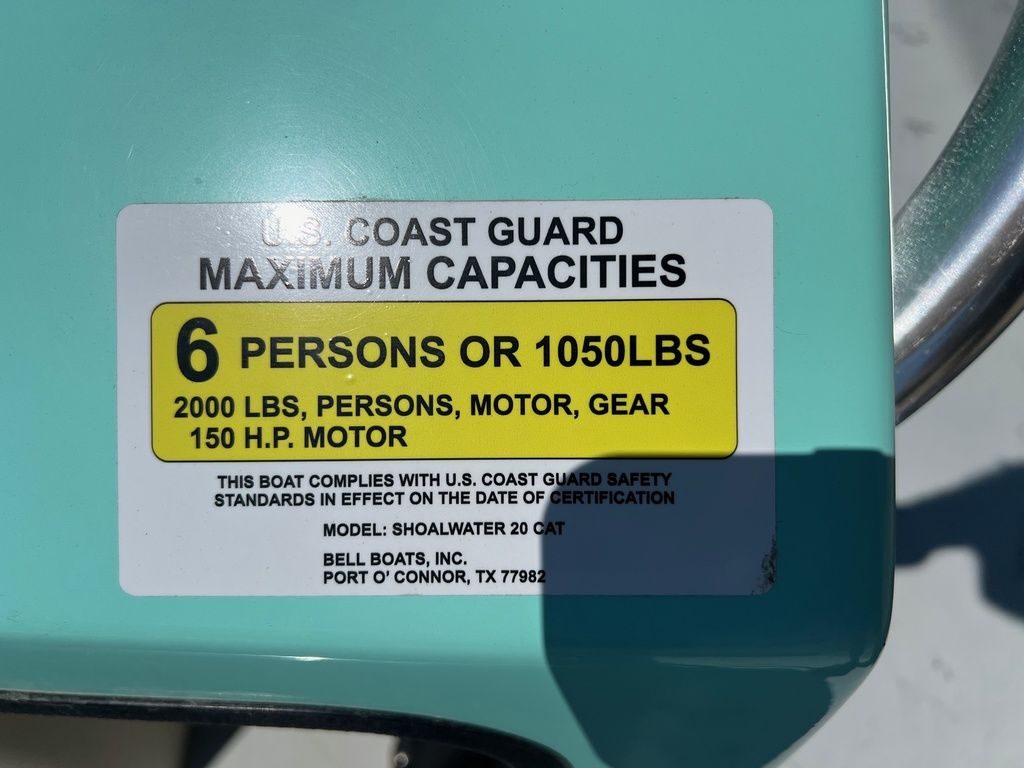 U.S. COAST GUARD
MAXIMUM CAPACITIES
6 PERSONS OR 1050LBS
2000 LBS, PERSONS, MOTOR, GEAR
150 H.P. MOTOR
THIS BOAT COMPLIES WITH U.S. COAST GUARD SAFETY
STANDARDS IN EFFECT ON THE DATE OF CERTIFICATION
MODEL: SHOALWATER 20 CAT
BELL BOATS, INC.
PORT O' CONNOR, TX 77982